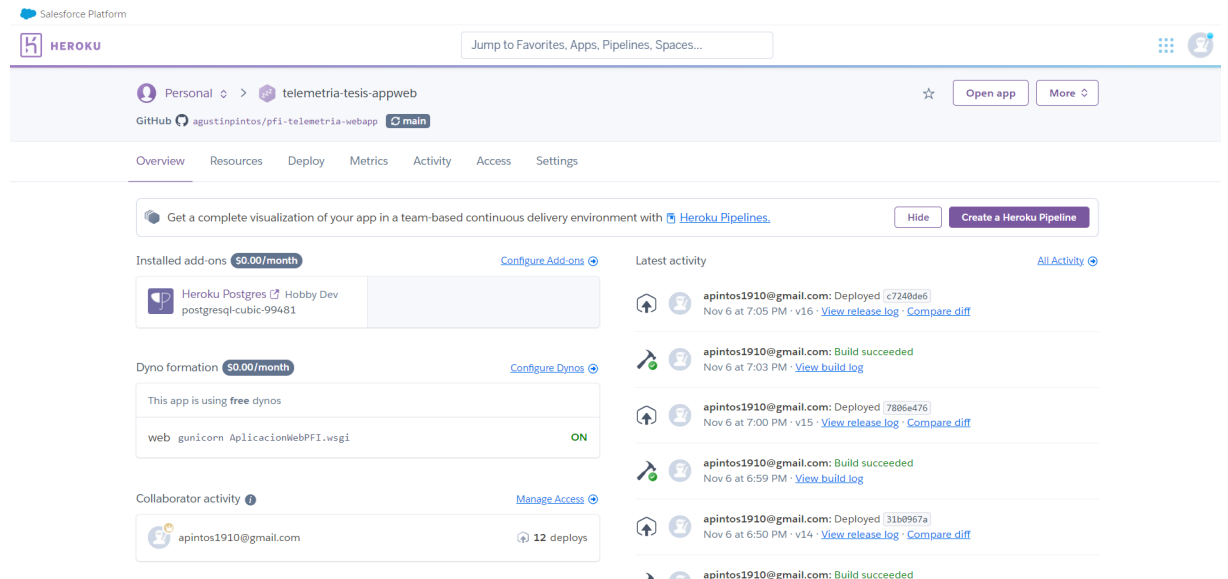 Salesforce Platform
HEROKU
Jump to Favorites, Apps, Pipelines, Spaces...
Personal > telemetria-tesis-appweb
Open app
More
GitHub agustinpintos/pfi-telemetria-webapp main
Overview Resources Deploy Metrics Activity Access Settings
Get a complete visualization of your app in a team-based continuous delivery environment with Heroku Pipelines.
Hide
Create a Heroku Pipeline
Installed add-ons $0.00/month
Configure Add-ons
Heroku Postgres Hobby Dev
postgresql-cubic-99481
Dyno formation $0.00/month
Configure Dynos
This app is using free dynos
web gunicorn AplicacionWebPFI.wsgi ON
Collaborator activity
Manage Access
apintos1910@gmail.com
12 deploys
Latest activity
All Activity
apintos1910@gmail.com: Deployed c7240de6
Nov 6 at 7:05 PM · v16 · View release log · Compare diff
apintos1910@gmail.com: Build succeeded
Nov 6 at 7:03 PM · View build log
apintos1910@gmail.com: Deployed 7806e476
Nov 6 at 7:00 PM · v15 · View release log · Compare diff
apintos1910@gmail.com: Build succeeded
Nov 6 at 6:59 PM · View build log
apintos1910@gmail.com: Deployed 31b0967a
Nov 6 at 6:50 PM · v14 · View release log · Compare diff
apintos1910@gmail.com: Build succeeded